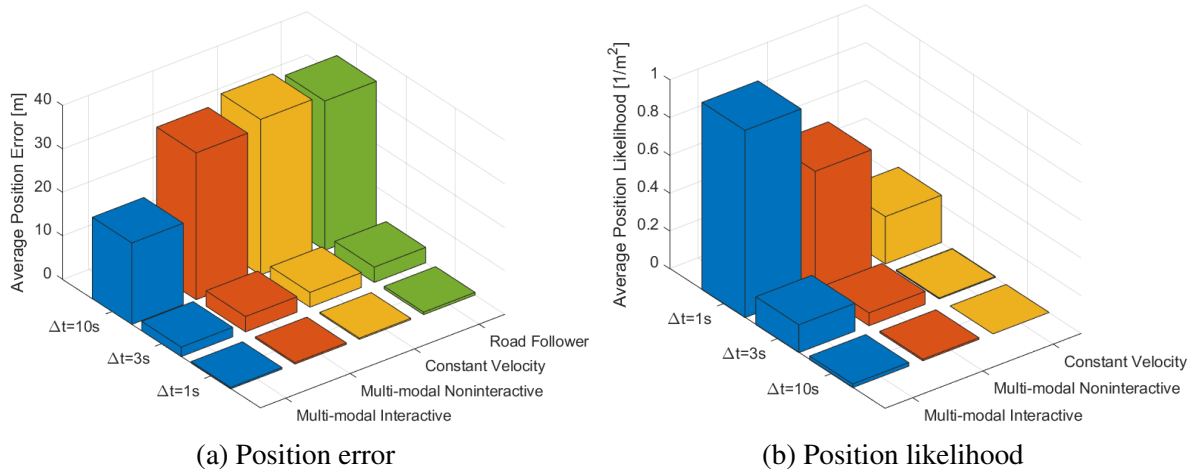 40
30
20
10
0
Average Position Error [m]
Δt=10s
Δt=3s
Δt=1s
Road Follower
Constant Velocity
Multi-modal Noninteractive
Multi-modal Interactive
(a) Position error
1
0.8
0.6
0.4
0.2
0
Average Position Likelihood [1/m²]
Δt=1s
Δt=3s
Δt=10s
Constant Velocity
Multi-modal Noninteractive
Multi-modal Interactive
(b) Position likelihood